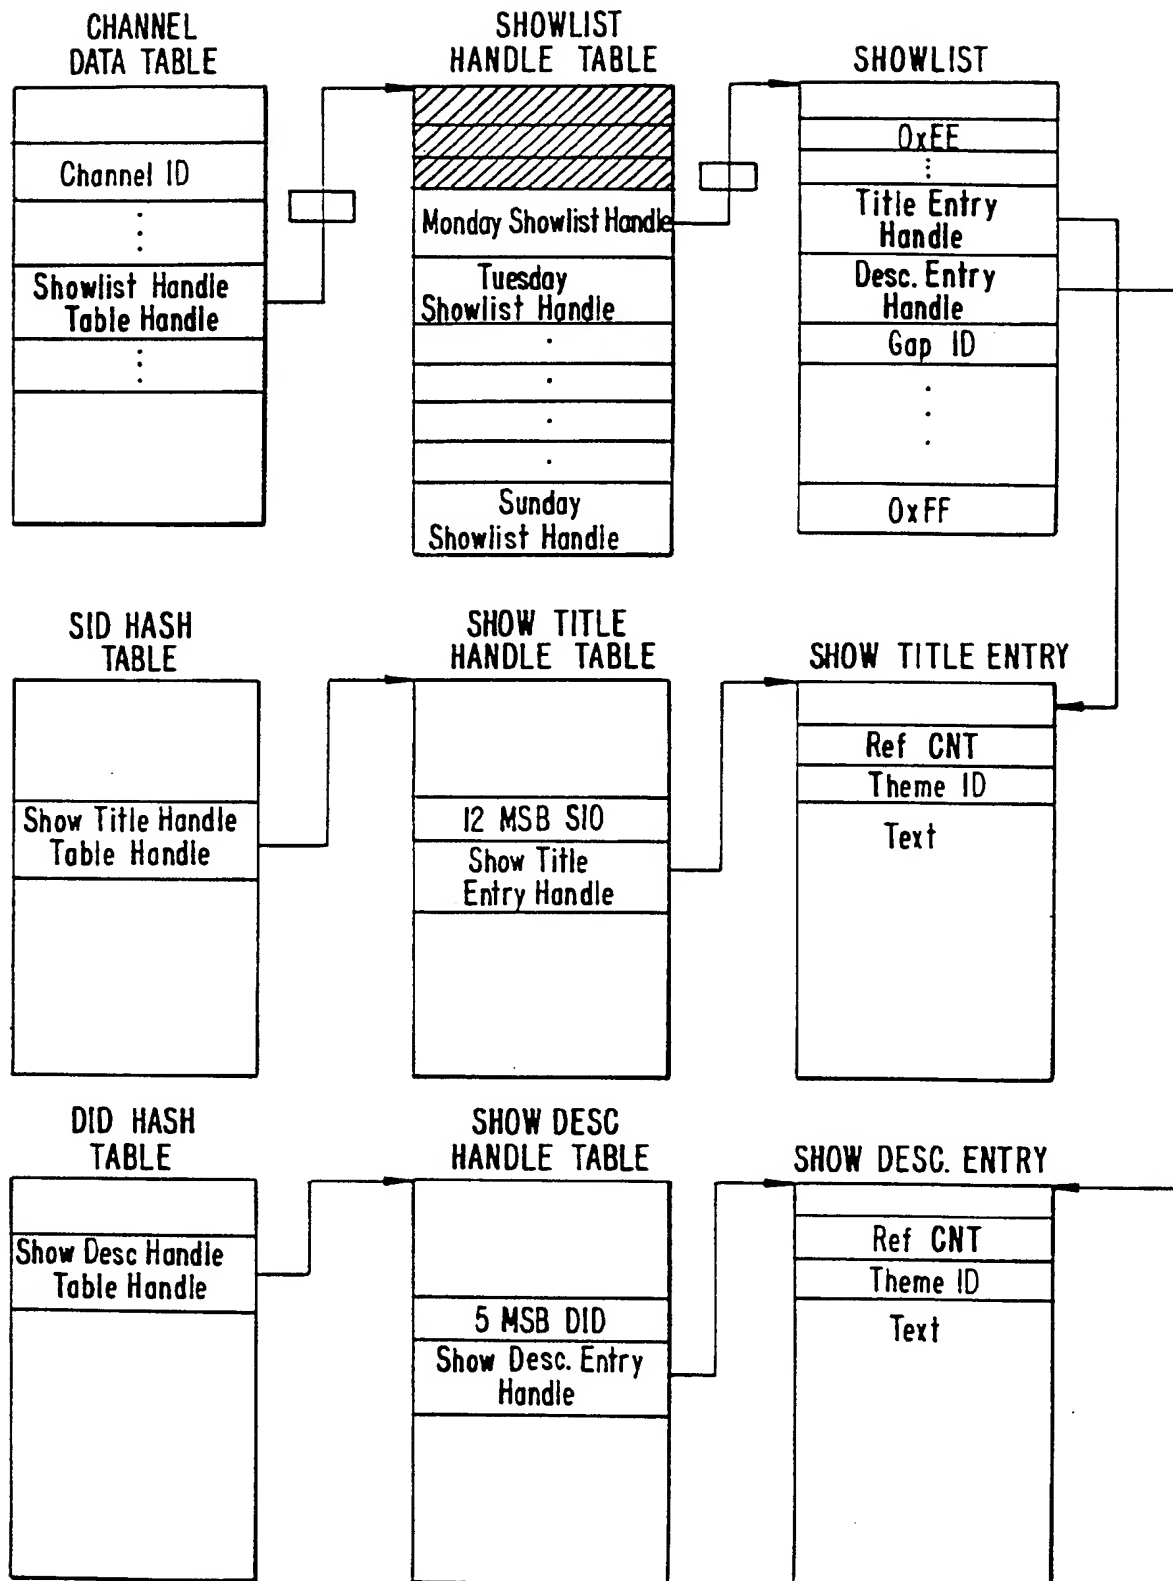 CHANNEL
DATA TABLE
Channel ID
Showlist Handle
Table Handle
SHOWLIST
HANDLE TABLE
Monday Showlist Handle
Tuesday
Showlist Handle
Sunday
Showlist Handle
SHOWLIST
0xEE
Title Entry
Handle
Desc. Entry
Handle
Gap ID
0xFF
SID HASH
TABLE
Show Title Handle
Table Handle
SHOW TITLE
HANDLE TABLE
12 MSB SIO
Show Title
Entry Handle
SHOW TITLE ENTRY
Ref CNT
Theme ID
Text
DID HASH
TABLE
Show Desc Handle
Table Handle
SHOW DESC
HANDLE TABLE
5 MSB DID
Show Desc. Entry
Handle
SHOW DESC. ENTRY
Ref CNT
Theme ID
Text